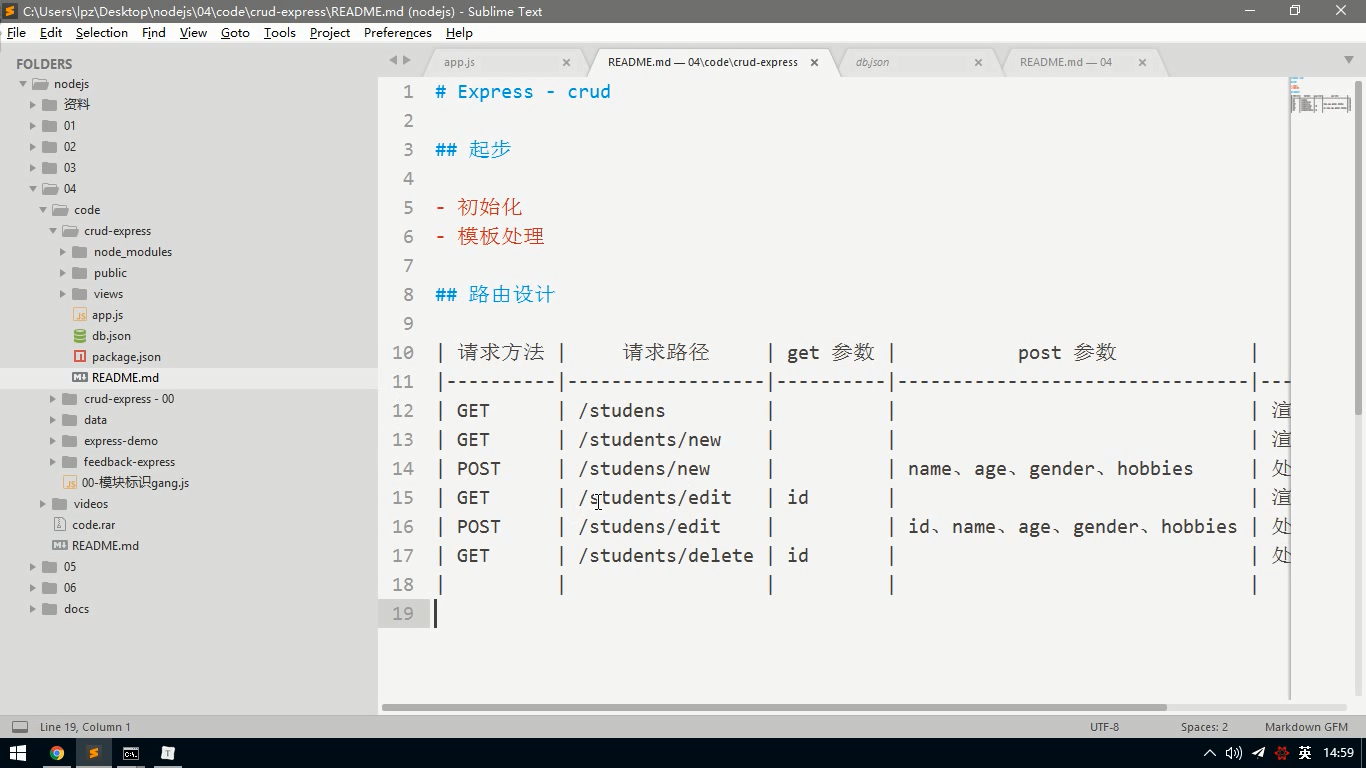 C:\Users\lpz\Desktop\nodejs\04\code\crud-express\README.md (nodejs) - Sublime Text
File Edit Selection Find View Goto Tools Project Preferences Help
FOLDERS
nodejs
资料
01
02
03
04
code
crud-express
node_modules
public
views
app.js
db.json
package.json
README.md
crud-express - 00
data
express-demo
feedback-express
00-模块标识gang.js
videos
code.rar
README.md
05
06
docs
app.js README.md — 04\code\crud-express db.json README.md — 04
1 # Express - crud
2
3 ## 起步
4
5 - 初始化
6 - 模板处理
7
8 ## 路由设计
9
10 | 请求方法 | 请求路径 | get 参数 | post 参数 |
11 |----------|------------------|----------|--------------------------------|---
12 | GET | /studens | | | 渲
13 | GET | /students/new | | | 渲
14 | POST | /studens/new | | name、age、gender、hobbies | 处
15 | GET | /students/edit | id | | 渲
16 | POST | /studens/edit | | id、name、age、gender、hobbies | 处
17 | GET | /students/delete | id | | 处
18 | | | | |
19
Line 19, Column 1 UTF-8 Spaces: 2 Markdown GFM
英 14:59